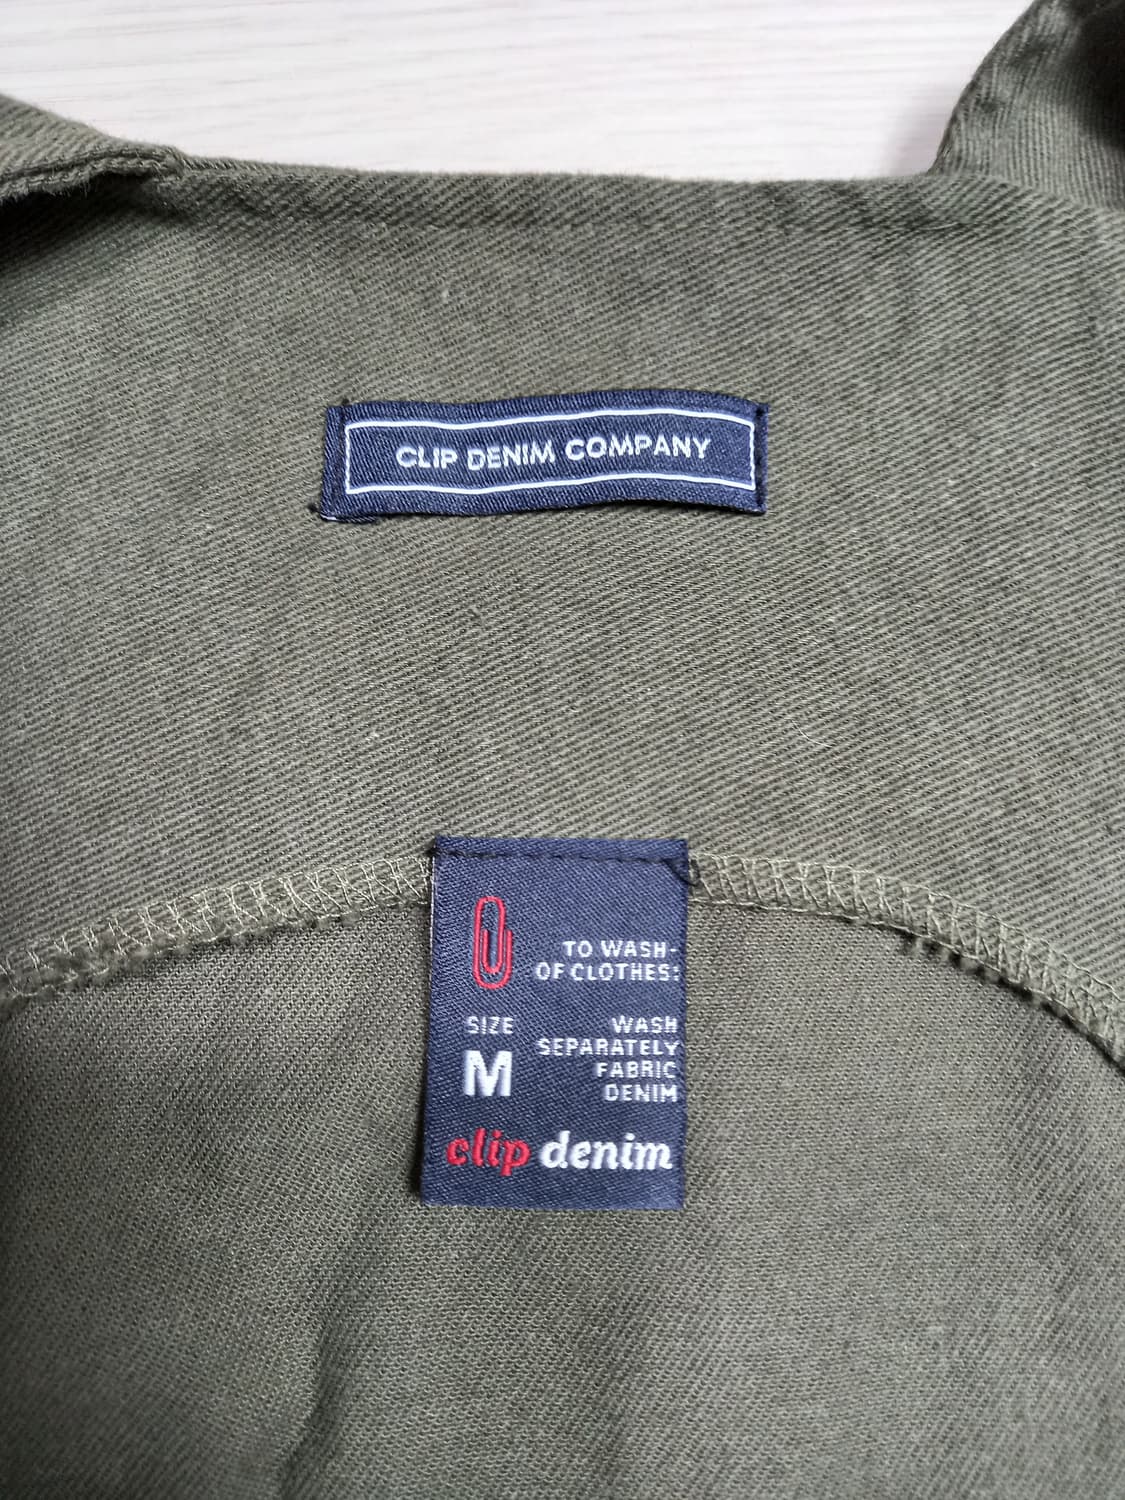 CLIP DENIM COMPANY
TO WASH-
OF CLOTHES:
SIZE
M
WASH
SEPARATELY
FABRIC
DENIM
clip denim